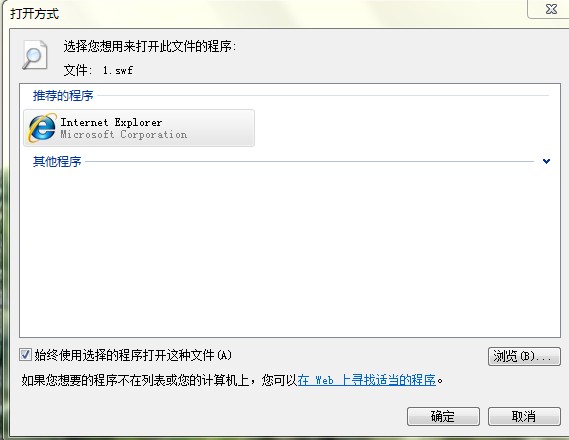 打开方式
选择您想用来打开此文件的程序:
文件: 1.swf
推荐的程序
Internet Explorer
Microsoft Corporation
其他程序
始终使用选择的程序打开这种文件(A)
浏览(B)...
如果您想要的程序不在列表或您的计算机上，您可以在 Web 上寻找适当的程序。
确定
取消